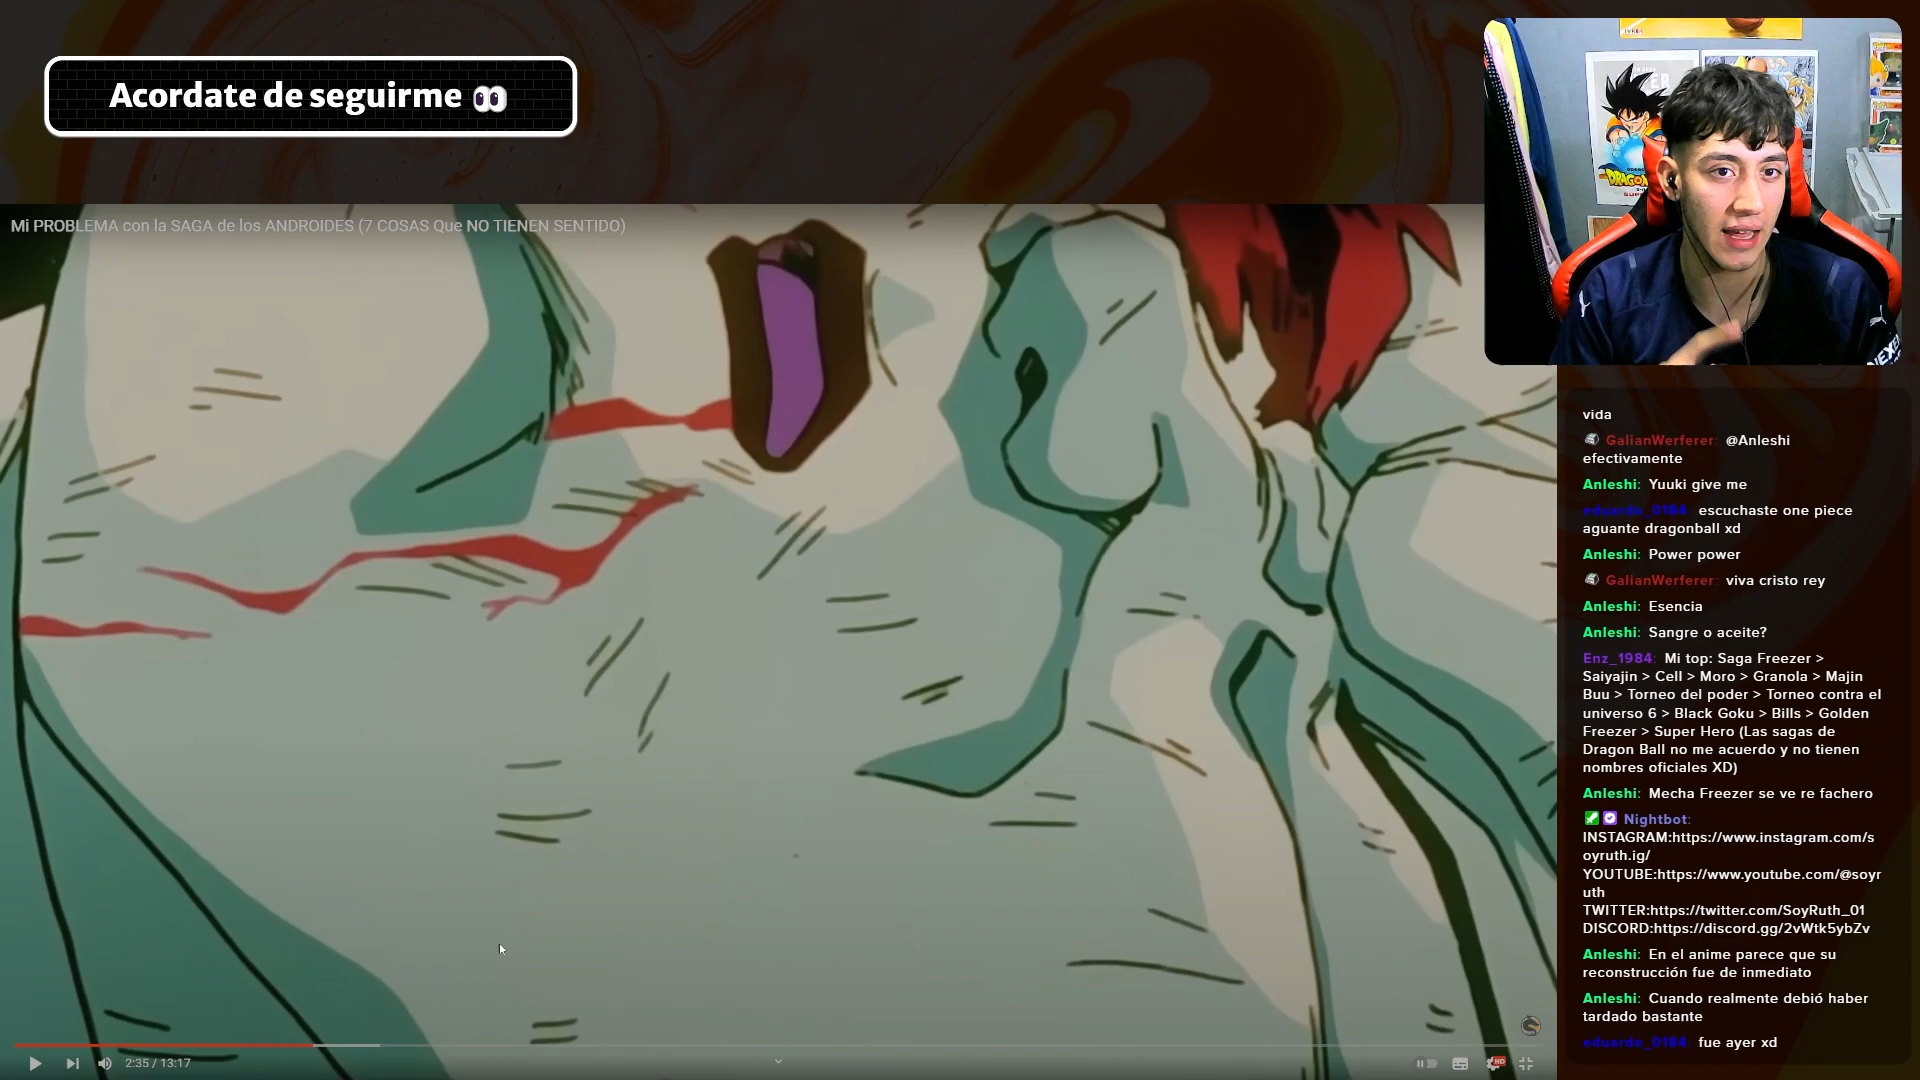 Acordate de seguirme
Mi PROBLEMA con la SAGA de los ANDROIDES (7 COSAS Que NO TIENEN SENTIDO)
vida
GalianWerferer: @Anleshi
efectivamente
Anleshi: Yuuki give me
eduardo_0184: escuchaste one piece
aguante dragonball xd
Anleshi: Power power
GalianWerferer: viva cristo rey
Anleshi: Esencia
Anleshi: Sangre o aceite?
Enz_1984: Mi top: Saga Freezer >
Saiyajin > Cell > Moro > Granola > Majin
Buu > Torneo del poder > Torneo contra el
universo 6 > Black Goku > Bills > Golden
Freezer > Super Hero (Las sagas de
Dragon Ball no me acuerdo y no tienen
nombres oficiales XD)
Anleshi: Mecha Freezer se ve re fachero
Nightbot:
INSTAGRAM:https://www.instagram.com/s
oyruth.ig/
YOUTUBE:https://www.youtube.com/@soyr
uth
TWITTER:https://twitter.com/SoyRuth_01
DISCORD:https://discord.gg/2vWtk5ybZv
Anleshi: En el anime parece que su
reconstrucción fue de inmediato
Anleshi: Cuando realmente debió haber
tardado bastante
eduardo_0184: fue ayer xd
2:35 / 13:17
HD